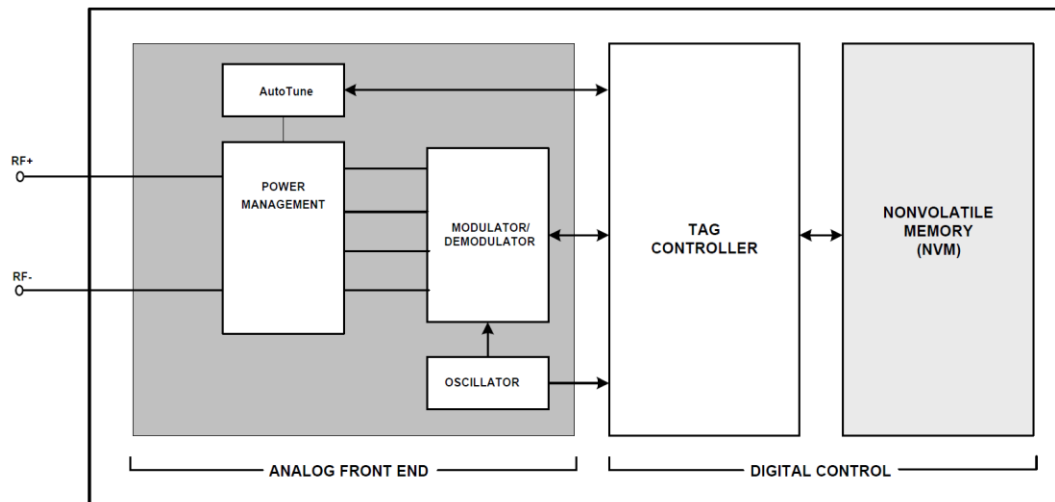 AutoTune
RF+
POWER
MANAGEMENT
MODULATOR/
DEMODULATOR
TAG
CONTROLLER
NONVOLATILE
MEMORY
(NVM)
RF-
OSCILLATOR
ANALOG FRONT END
DIGITAL CONTROL